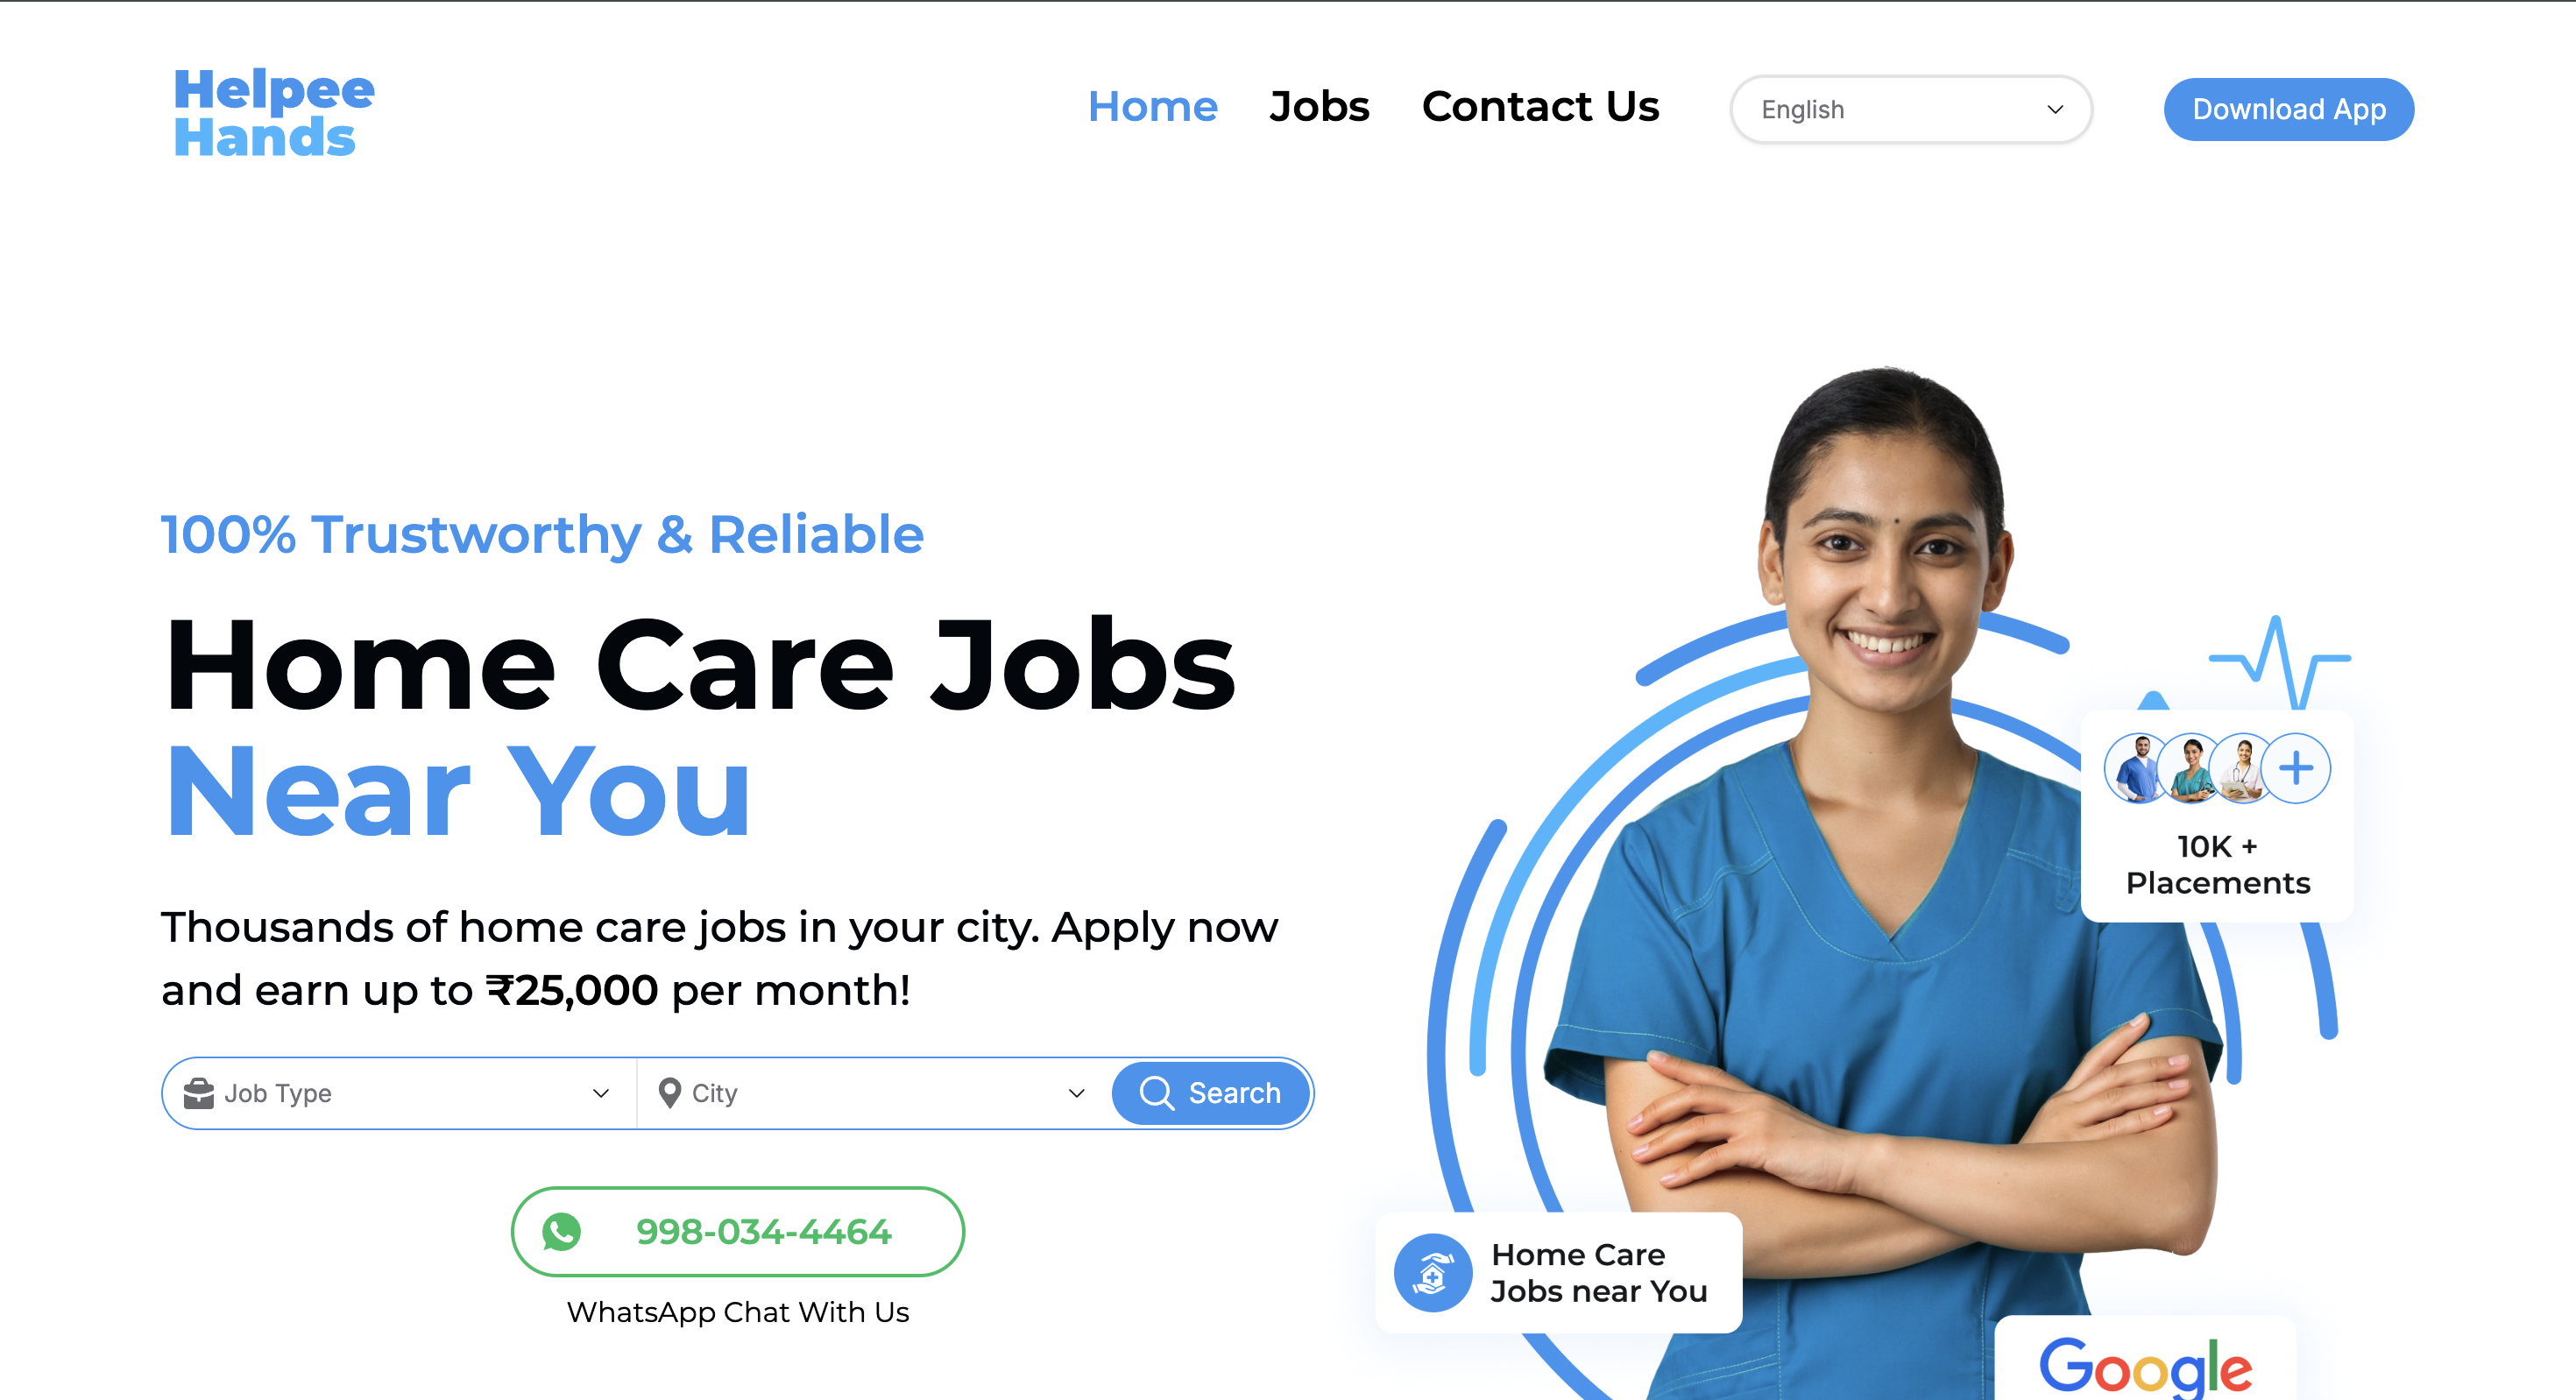 Helpee
Hands
Home
Jobs
Contact Us
English
Download App
100% Trustworthy & Reliable
Home Care Jobs
Near You
Thousands of home care jobs in your city. Apply now
and earn up to ₹25,000 per month!
Job Type
City
Search
998-034-4464
WhatsApp Chat With Us
10K +
Placements
Home Care
Jobs near You
Google